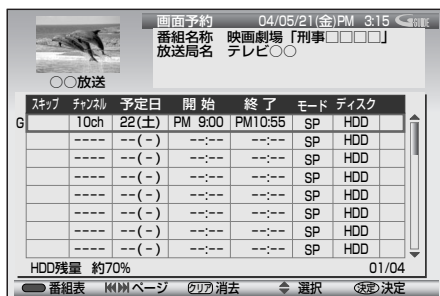 画面予約 04/05/21(金)PM 3:15 GUIDE
番組名称 映画劇場「刑事□□□□」
放送局名 テレビ○○
○○放送
スキップ チャンネル 予定日 開始 終了 モード ディスク
G 10ch 22(土) PM 9:00 PM10:55 SP HDD
---- --(-) --:-- --:-- SP HDD
---- --(-) --:-- --:-- SP HDD
---- --(-) --:-- --:-- SP HDD
---- --(-) --:-- --:-- SP HDD
---- --(-) --:-- --:-- SP HDD
---- --(-) --:-- --:-- SP HDD
---- --(-) --:-- --:-- SP HDD
HDD残量 約70% 01/04
番組表 ページ クリア 消去 選択 決定 決定